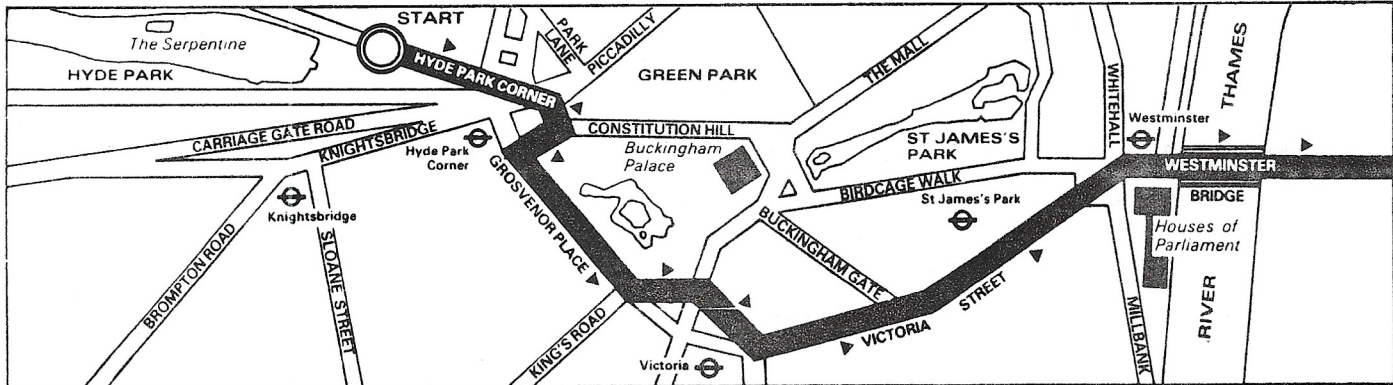 START
The Serpentine
HYDE PARK
HYDE PARK CORNER
PARK
LANE
PICCADILLY
GREEN PARK
THE MALL
WHITEHALL
THAMES
Westminster
CARRIAGE GATE ROAD
KNIGHTSBRIDGE
Hyde Park
Corner
CONSTITUTION HILL
Buckingham
Palace
ST JAMES'S
PARK
WESTMINSTER
BRIDGE
BIRDCAGE WALK
St James's Park
Knightsbridge
GROSVENOR PLACE
BUCKINGHAM GATE
Houses of
Parliament
BROMPTON ROAD
SLOANE STREET
KING'S ROAD
Victoria
VICTORIA
STREET
MILLBANK
RIVER